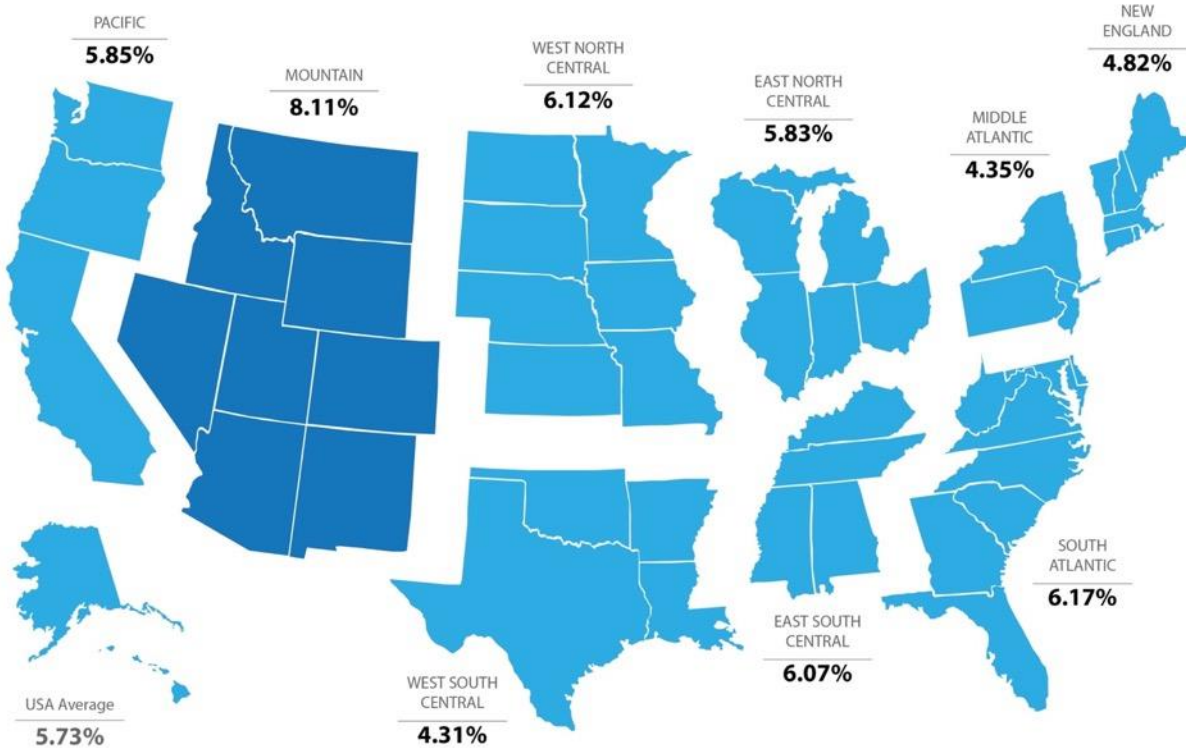 PACIFIC
5.85%
MOUNTAIN
8.11%
WEST NORTH
CENTRAL
6.12%
EAST NORTH
CENTRAL
5.83%
MIDDLE
ATLANTIC
4.35%
NEW
ENGLAND
4.82%
SOUTH
ATLANTIC
6.17%
EAST SOUTH
CENTRAL
6.07%
WEST SOUTH
CENTRAL
4.31%
USA Average
5.73%